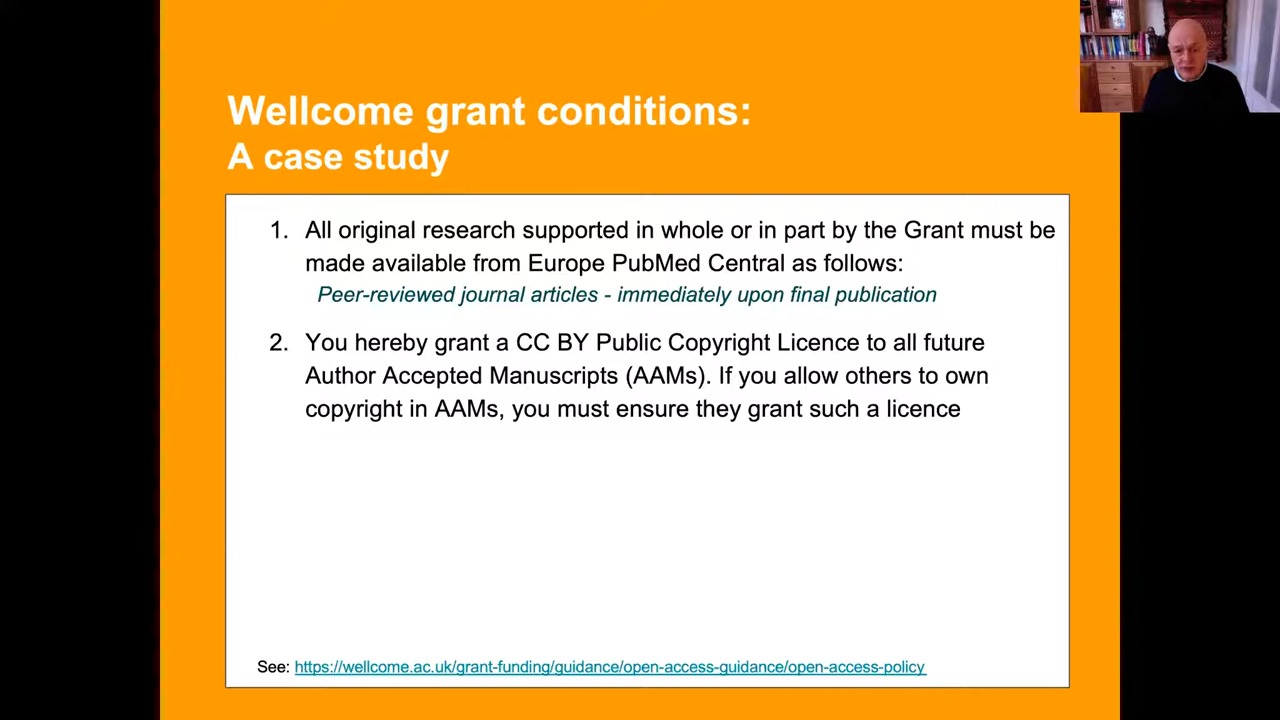 Wellcome grant conditions:
A case study
1. All original research supported in whole or in part by the Grant must be
made available from Europe PubMed Central as follows:
Peer-reviewed journal articles - immediately upon final publication
2. You hereby grant a CC BY Public Copyright Licence to all future
Author Accepted Manuscripts (AAMs). If you allow others to own
copyright in AAMs, you must ensure they grant such a licence
See: https://wellcome.ac.uk/grant-funding/guidance/open-access-guidance/open-access-policy